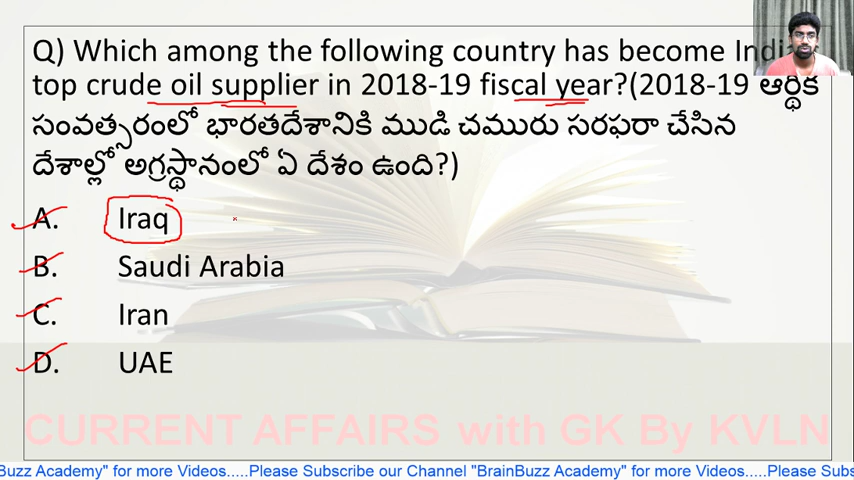 Q) Which among the following country has become Indi
top crude oil supplier in 2018-19 fiscal year?(2018-19 ఆర్థిక
సంవత్సరంలో భారతదేశానికి ముడి చమురు సరఫరా చేసిన
దేశాల్లో అగ్రస్థానంలో ఏ దేశం ఉంది?)
A. Iraq
B. Saudi Arabia
C. Iran
D. UAE
CURRENT AFFAIRS with GK By KVLN
Buzz Academy" for more Videos.....Please Subscribe our Channel "BrainBuzz Academy" for more Videos.....Please Subs